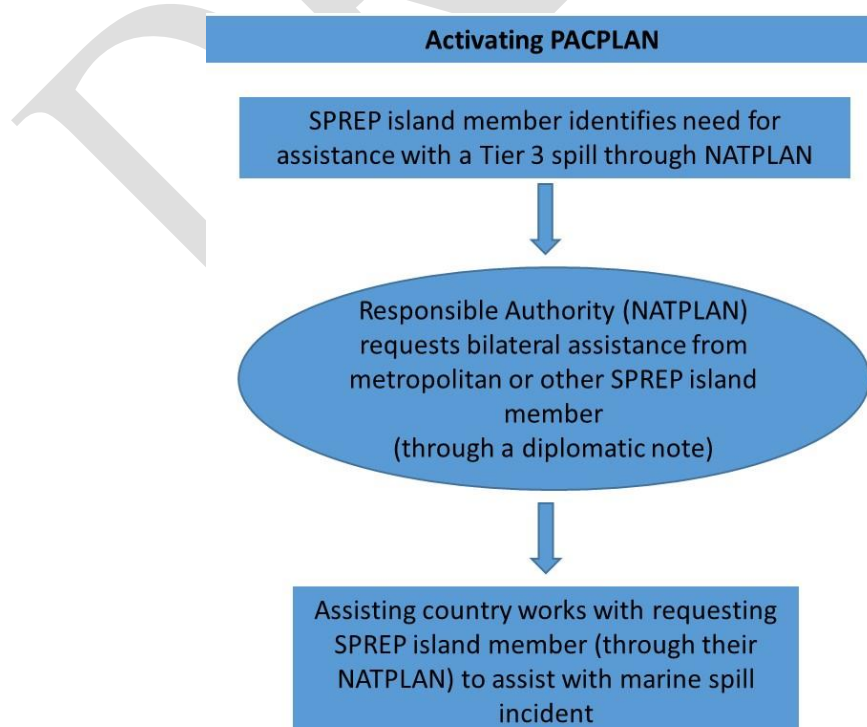 Activating PACPLAN
SPREP island member identifies need for
assistance with a Tier 3 spill through NATPLAN
Responsible Authority (NATPLAN)
requests bilateral assistance from
metropolitan or other SPREP island
member
(through a diplomatic note)
Assisting country works with requesting
SPREP island member (through their
NATPLAN) to assist with marine spill
incident